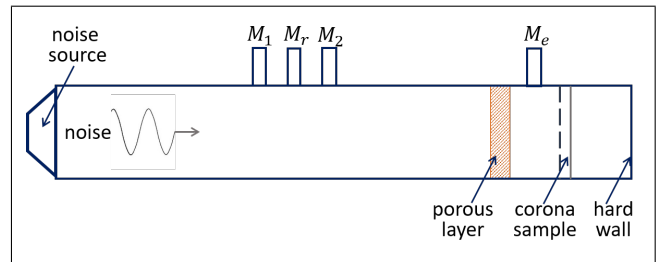 noise
source
M₁ Mᵣ M₂ Mₑ
noise
porous
layer
corona
sample
hard
wall